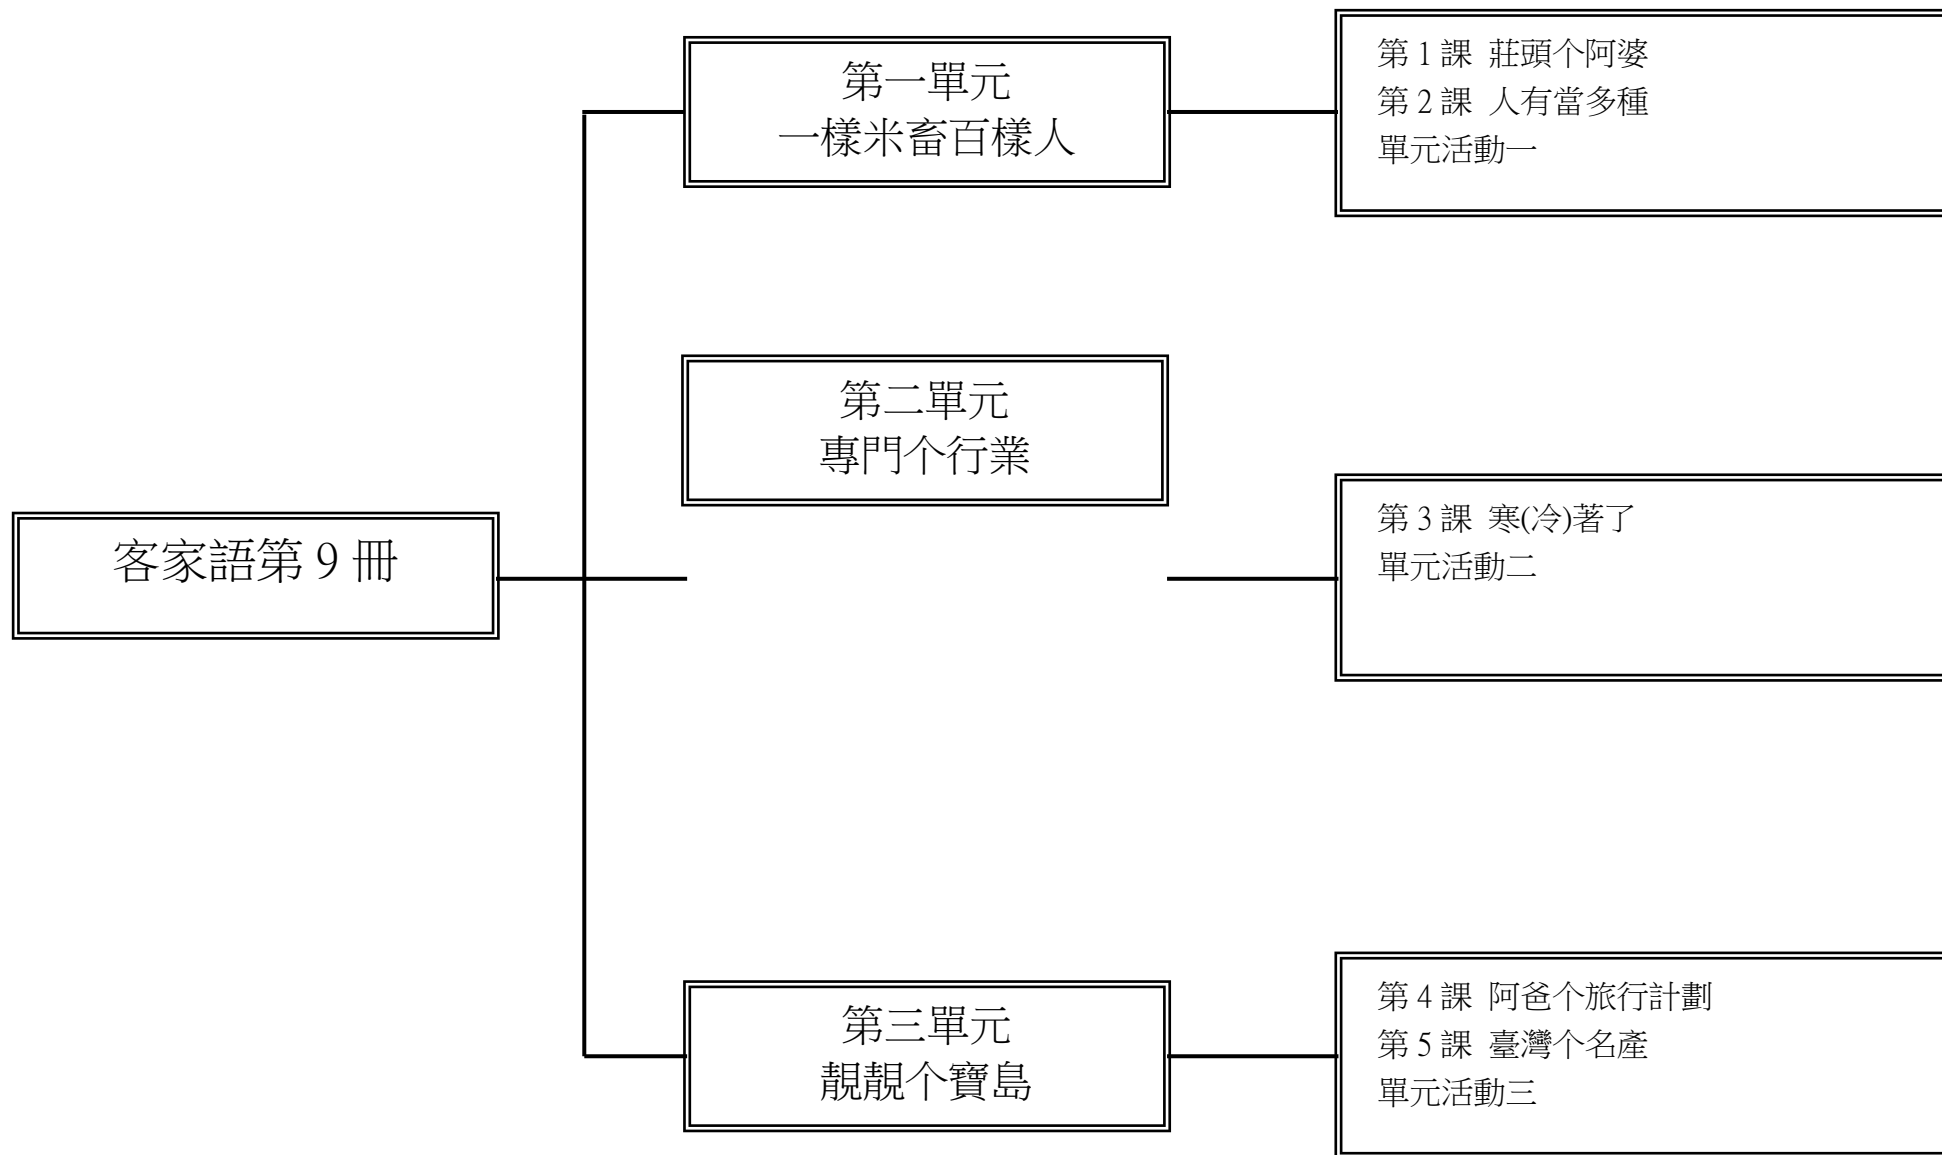 客家語第 9 冊
第一單元
一樣米畜百樣人
第 1 課 莊頭个阿婆
第 2 課 人有當多種
單元活動一
第二單元
專門个行業
第 3 課 寒(冷)著了
單元活動二
第三單元
靚靚个寶島
第 4 課 阿爸个旅行計劃
第 5 課 臺灣个名產
單元活動三